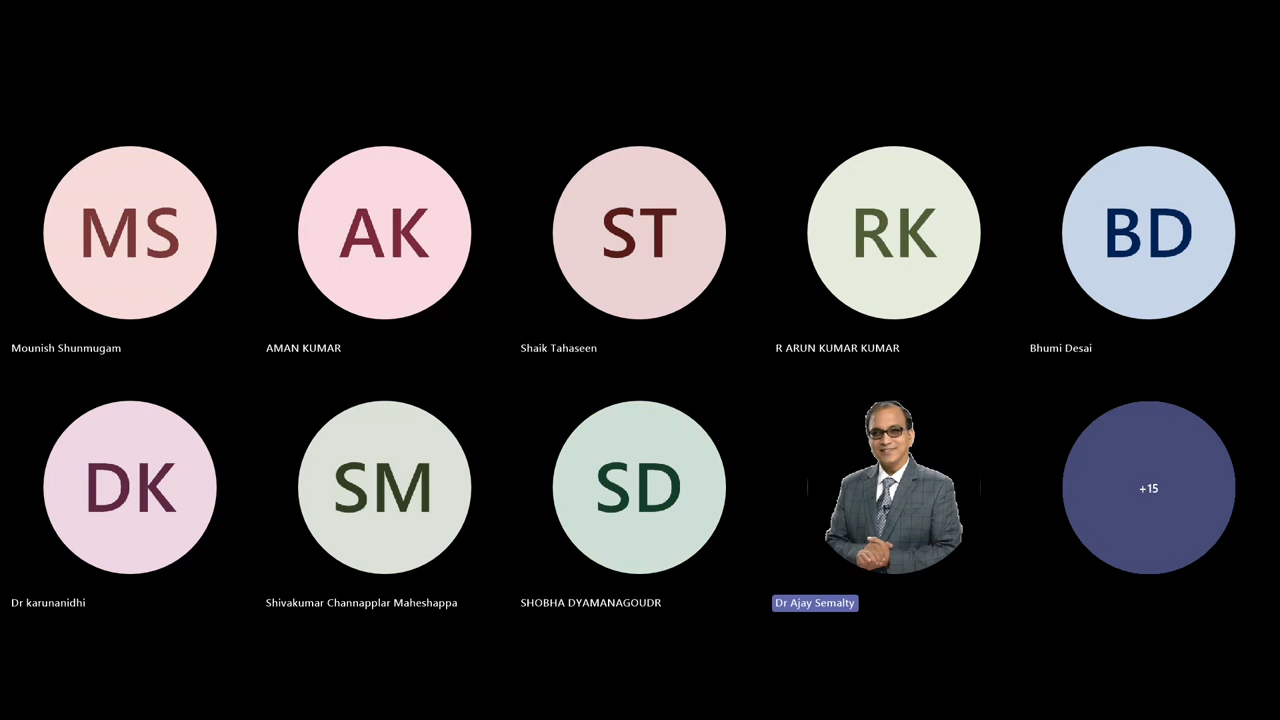 MS
AK
ST
RK
BD
Mounish Shunmugam
AMAN KUMAR
Shaik Tahaseen
R ARUN KUMAR KUMAR
Bhumi Desai
DK
SM
SD
+15
Dr karunanidhi
Shivakumar Channapplar Maheshappa
SHOBHA DYAMANAGOUDR
Dr Ajay Semalty